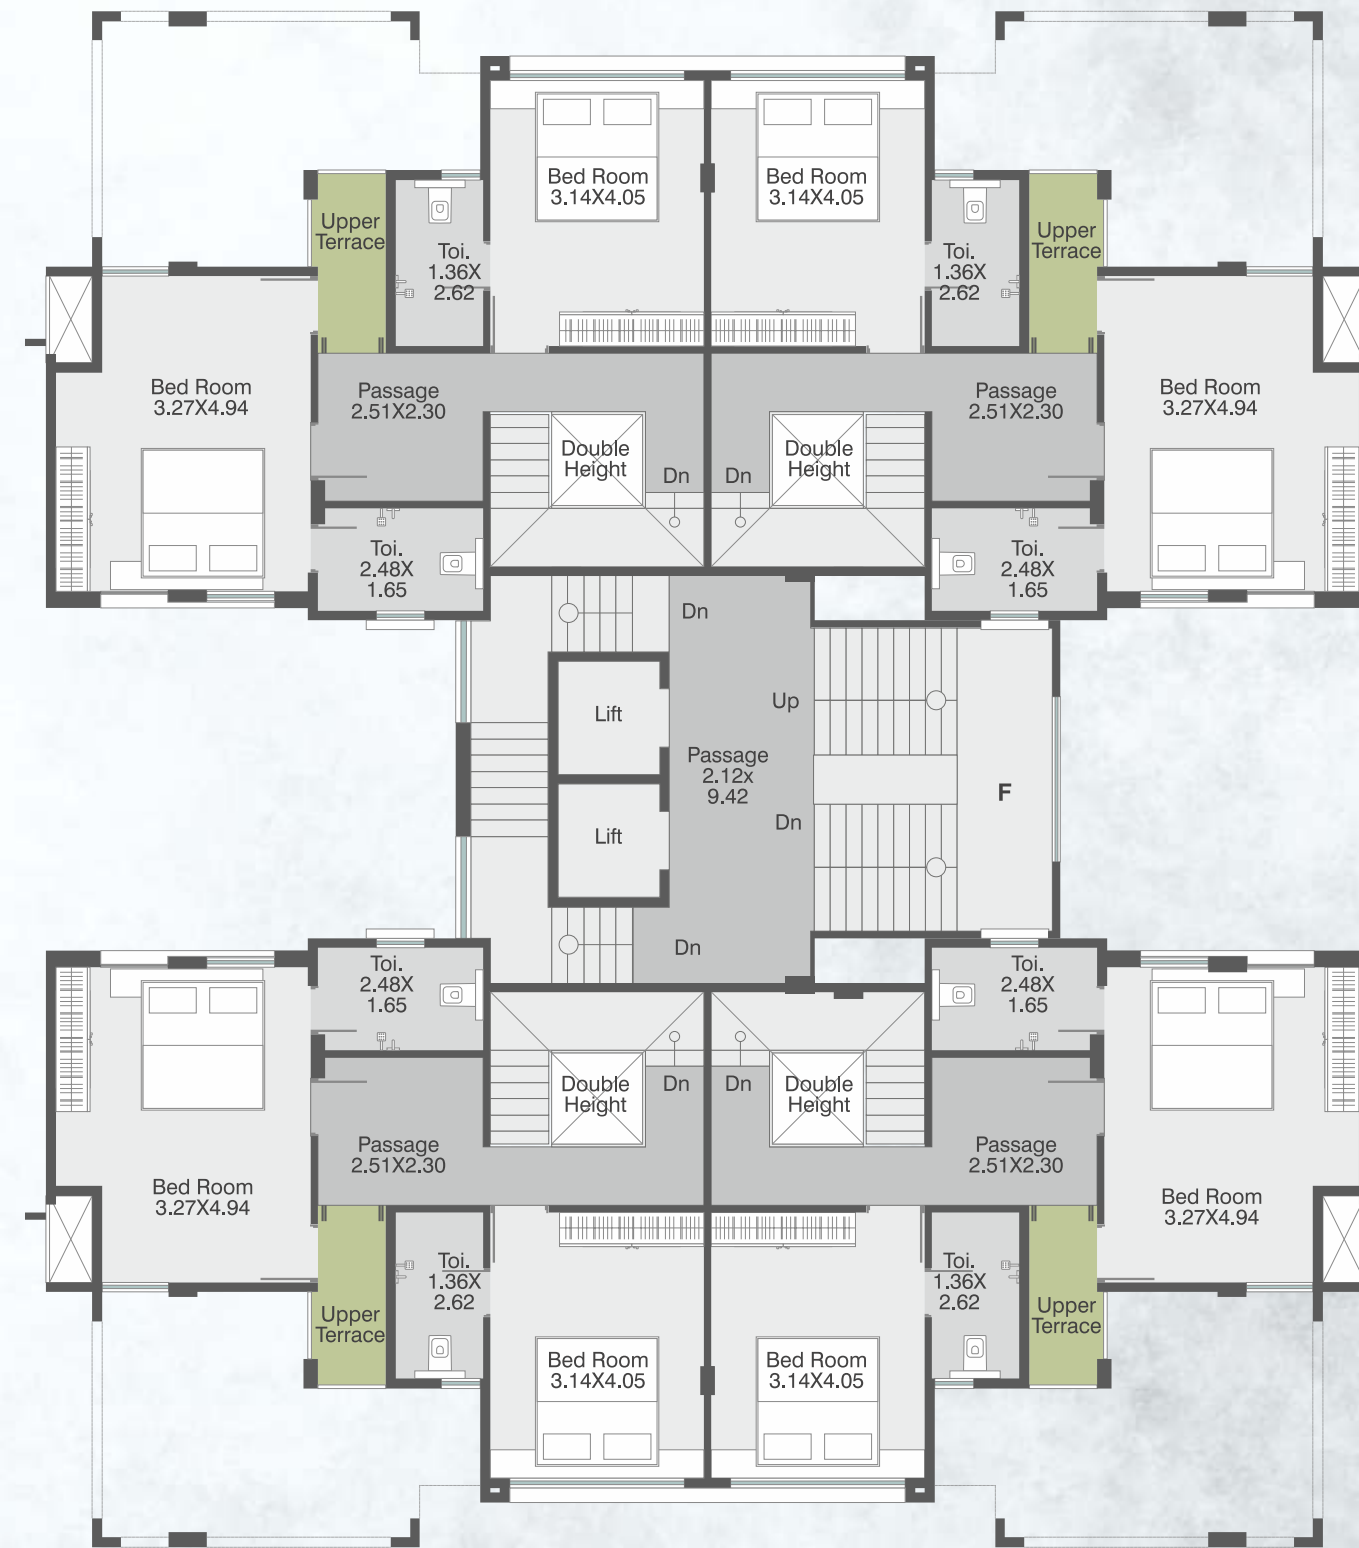 Bed Room
3.14X4.05
Bed Room
3.14X4.05
Upper
Terrace
Toi.
1.36X
2.62
Toi.
1.36X
2.62
Upper
Terrace
Bed Room
3.27X4.94
Passage
2.51X2.30
Passage
2.51X2.30
Bed Room
3.27X4.94
Double
Height
Dn
Dn
Double
Height
Toi.
2.48X
1.65
Toi.
2.48X
1.65
Dn
Lift
Up
Passage
2.12x
9.42
F
Lift
Dn
Dn
Toi.
2.48X
1.65
Toi.
2.48X
1.65
Double
Height
Dn
Dn
Double
Height
Passage
2.51X2.30
Passage
2.51X2.30
Bed Room
3.27X4.94
Bed Room
3.27X4.94
Toi.
1.36X
2.62
Toi.
1.36X
2.62
Upper
Terrace
Upper
Terrace
Bed Room
3.14X4.05
Bed Room
3.14X4.05